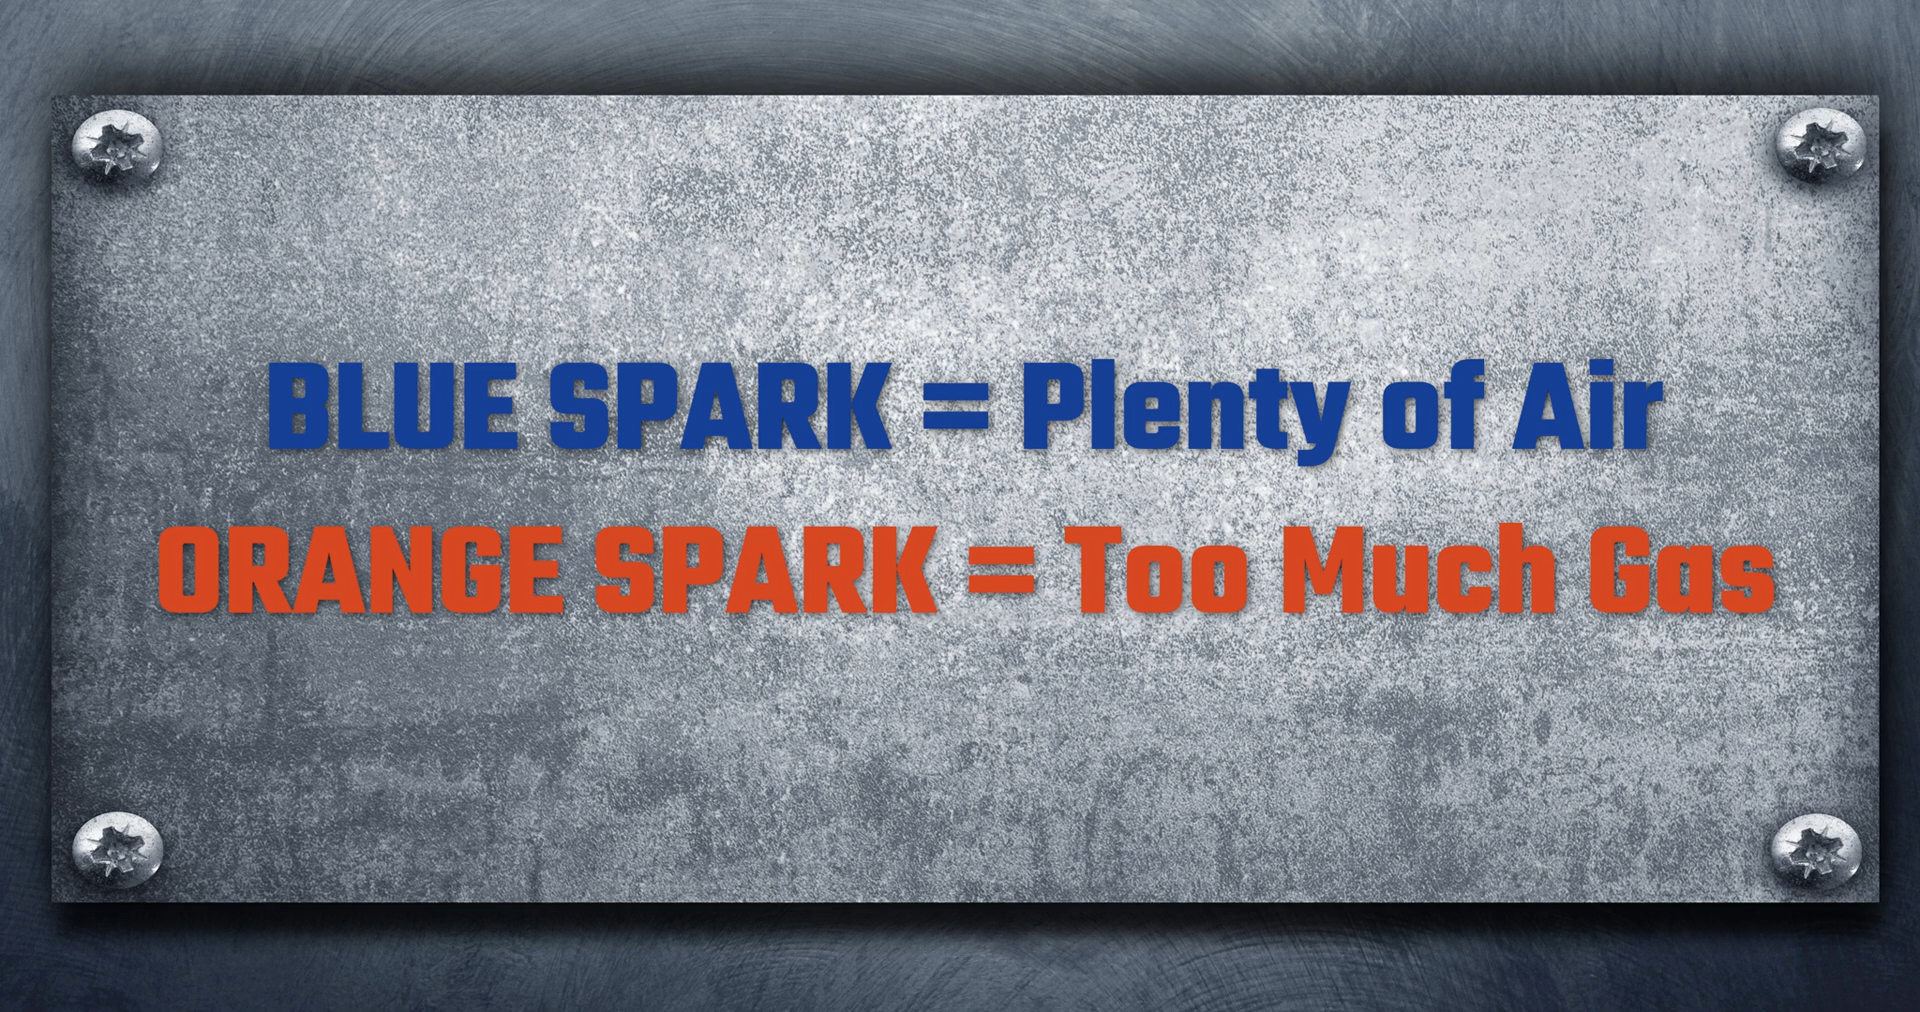 BLUE SPARK = Plenty of Air
ORANGE SPARK = Too Much Gas